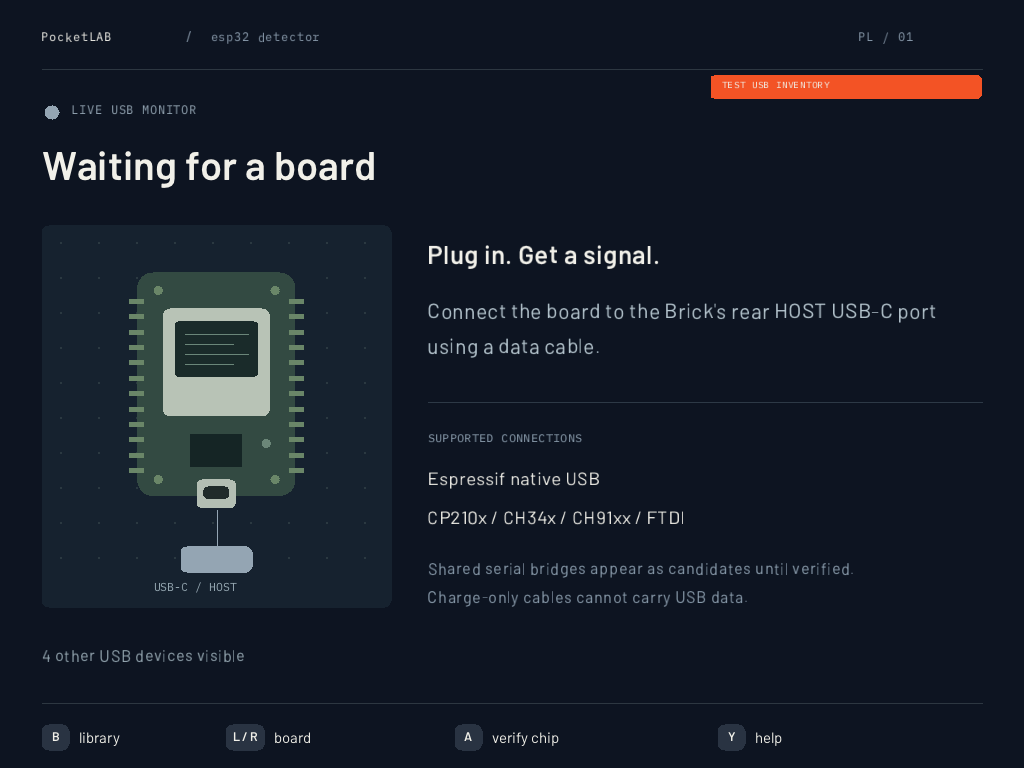 PocketLAB / esp32 detector PL / 01
TEST USB INVENTORY
LIVE USB MONITOR
Waiting for a board
Plug in. Get a signal.
Connect the board to the Brick's rear HOST USB-C port
using a data cable.
SUPPORTED CONNECTIONS
Espressif native USB
CP210x / CH34x / CH91xx / FTDI
Shared serial bridges appear as candidates until verified.
Charge-only cables cannot carry USB data.
USB-C / HOST
4 other USB devices visible
B library L/R board A verify chip Y help